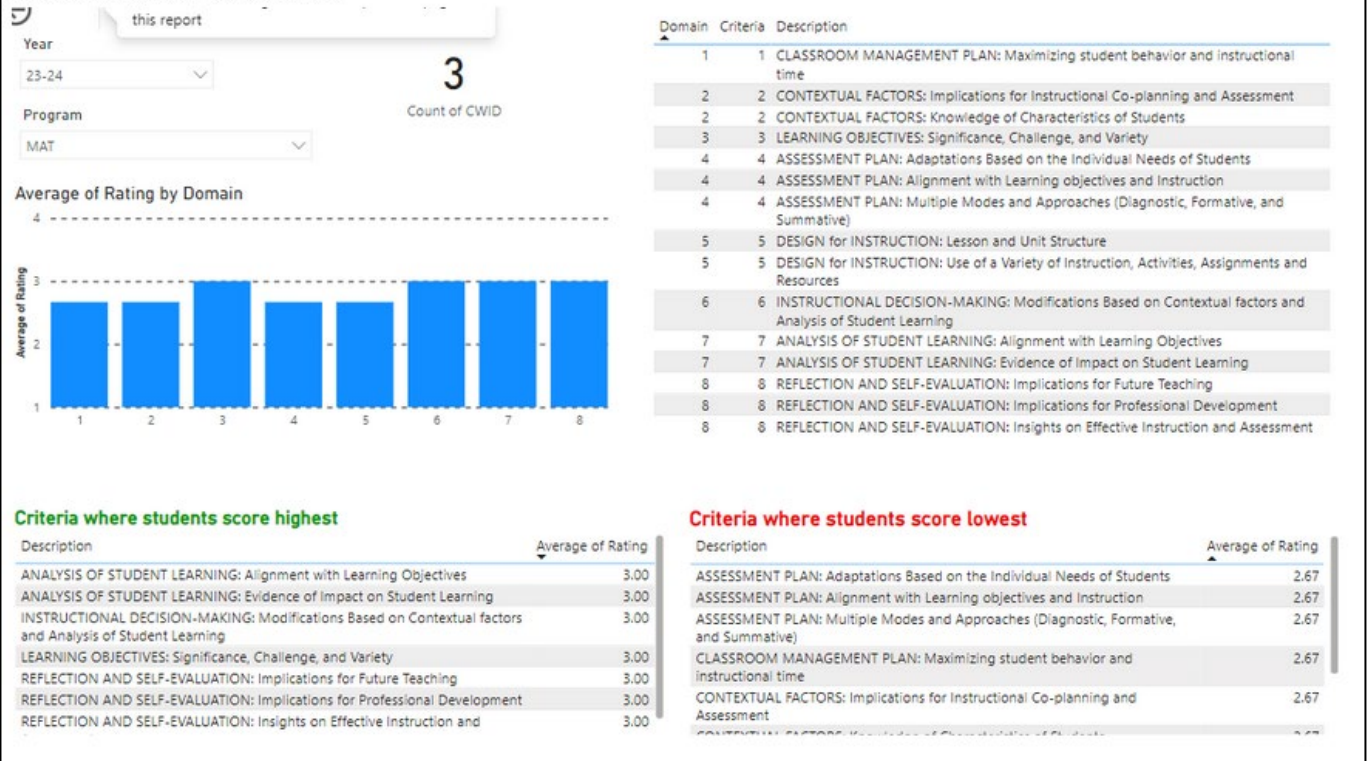 this report
Year
23-24
Program
MAT
3
Count of CWID
Average of Rating by Domain
Average of Rating
4
3
2
1
1 2 3 4 5 6 7 8
Domain Criteria Description
1 1 CLASSROOM MANAGEMENT PLAN: Maximizing student behavior and instructional
time
2 2 CONTEXTUAL FACTORS: Implications for Instructional Co-planning and Assessment
2 2 CONTEXTUAL FACTORS: Knowledge of Characteristics of Students
3 3 LEARNING OBJECTIVES: Significance, Challenge, and Variety
4 4 ASSESSMENT PLAN: Adaptations Based on the Individual Needs of Students
4 4 ASSESSMENT PLAN: Alignment with Learning objectives and Instruction
4 4 ASSESSMENT PLAN: Multiple Modes and Approaches (Diagnostic, Formative, and
Summative)
5 5 DESIGN for INSTRUCTION: Lesson and Unit Structure
5 5 DESIGN for INSTRUCTION: Use of a Variety of Instruction, Activities, Assignments and
Resources
6 6 INSTRUCTIONAL DECISION-MAKING: Modifications Based on Contextual factors and
Analysis of Student Learning
7 7 ANALYSIS OF STUDENT LEARNING: Alignment with Learning Objectives
7 7 ANALYSIS OF STUDENT LEARNING: Evidence of Impact on Student Learning
8 8 REFLECTION AND SELF-EVALUATION: Implications for Future Teaching
8 8 REFLECTION AND SELF-EVALUATION: Implications for Professional Development
8 8 REFLECTION AND SELF-EVALUATION: Insights on Effective Instruction and Assessment
Criteria where students score highest
Description Average of Rating
ANALYSIS OF STUDENT LEARNING: Alignment with Learning Objectives 3.00
ANALYSIS OF STUDENT LEARNING: Evidence of Impact on Student Learning 3.00
INSTRUCTIONAL DECISION-MAKING: Modifications Based on Contextual factors 3.00
and Analysis of Student Learning
LEARNING OBJECTIVES: Significance, Challenge, and Variety 3.00
REFLECTION AND SELF-EVALUATION: Implications for Future Teaching 3.00
REFLECTION AND SELF-EVALUATION: Implications for Professional Development 3.00
REFLECTION AND SELF-EVALUATION: Insights on Effective Instruction and 3.00
Criteria where students score lowest
Description Average of Rating
ASSESSMENT PLAN: Adaptations Based on the Individual Needs of Students 2.67
ASSESSMENT PLAN: Alignment with Learning objectives and Instruction 2.67
ASSESSMENT PLAN: Multiple Modes and Approaches (Diagnostic, Formative, 2.67
and Summative)
CLASSROOM MANAGEMENT PLAN: Maximizing student behavior and 2.67
instructional time
CONTEXTUAL FACTORS: Implications for Instructional Co-planning and 2.67
Assessment
CONTEXTUAL FACTORS: Knowledge of Characteristics of Students 2.67